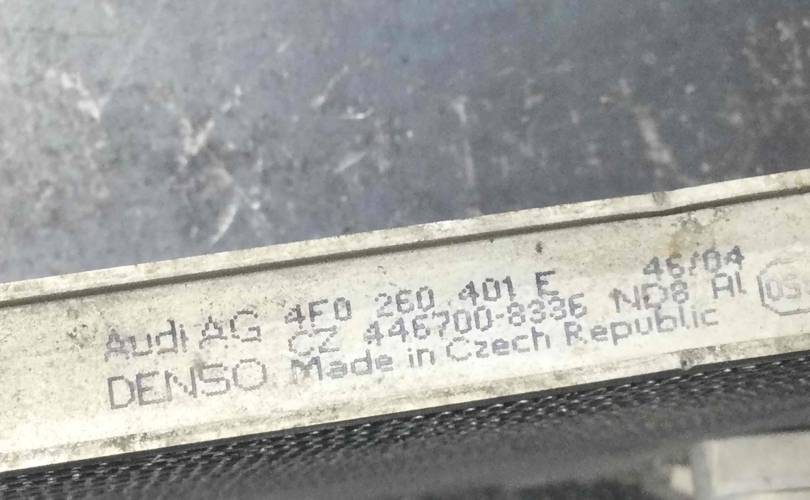 Audi AG 4F0 260 401 E 46/04
CZ 446700-8336 ND8 Al
DENSO Made in Czech Republic